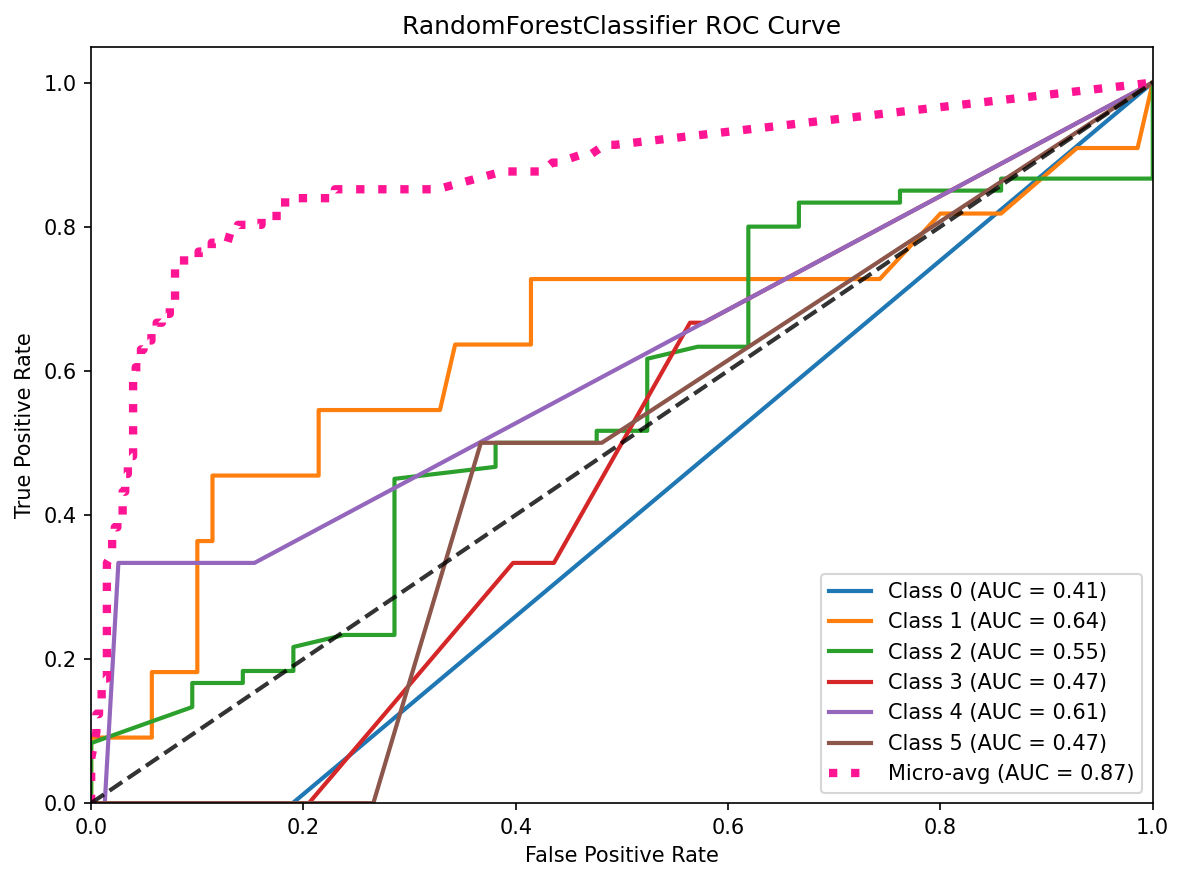 RandomForestClassifier ROC Curve
True Positive Rate
1.0
0.8
0.6
0.4
0.2
0.0
0.0 0.2 0.4 0.6 0.8 1.0
False Positive Rate
Class 0 (AUC = 0.41)
Class 1 (AUC = 0.64)
Class 2 (AUC = 0.55)
Class 3 (AUC = 0.47)
Class 4 (AUC = 0.61)
Class 5 (AUC = 0.47)
Micro-avg (AUC = 0.87)